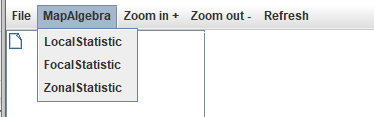 File MapAlgebra Zoom in + Zoom out - Refresh
LocalStatistic
FocalStatistic
ZonalStatistic